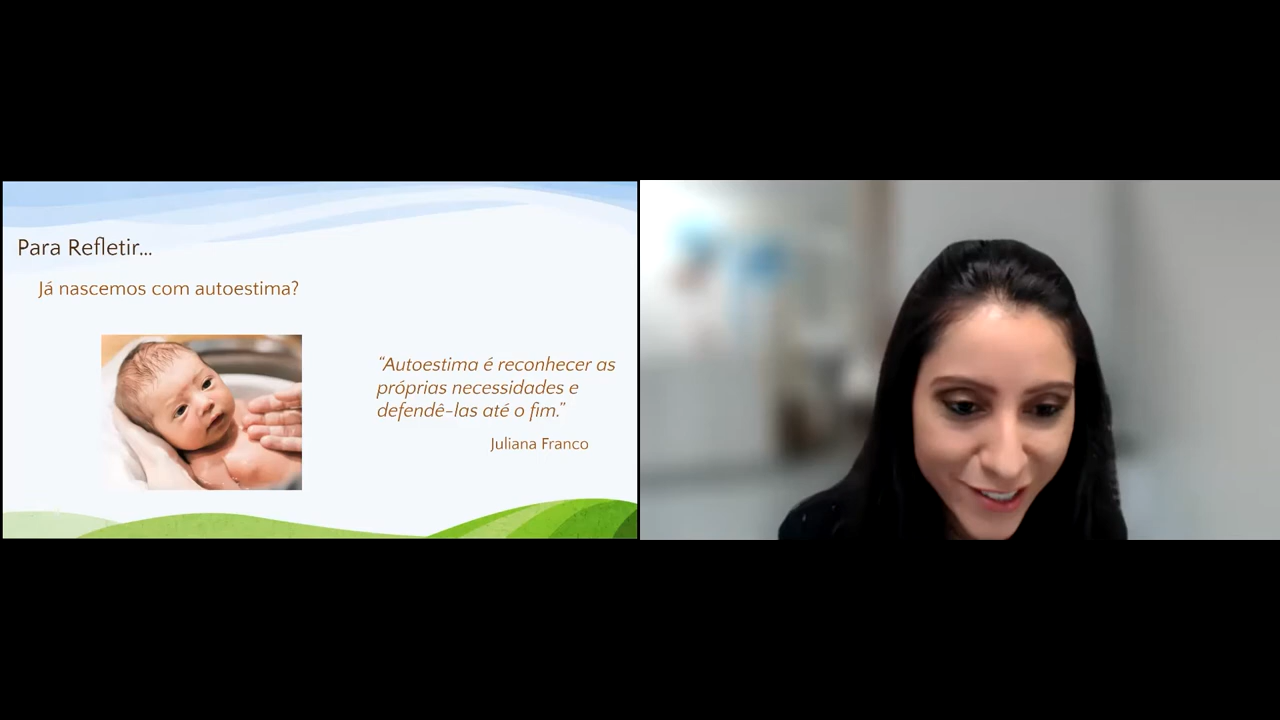 Para Refletir...
Já nascemos com autoestima?
“Autoestima é reconhecer as
próprias necessidades e
defendê-las até o fim.”
Juliana Franco